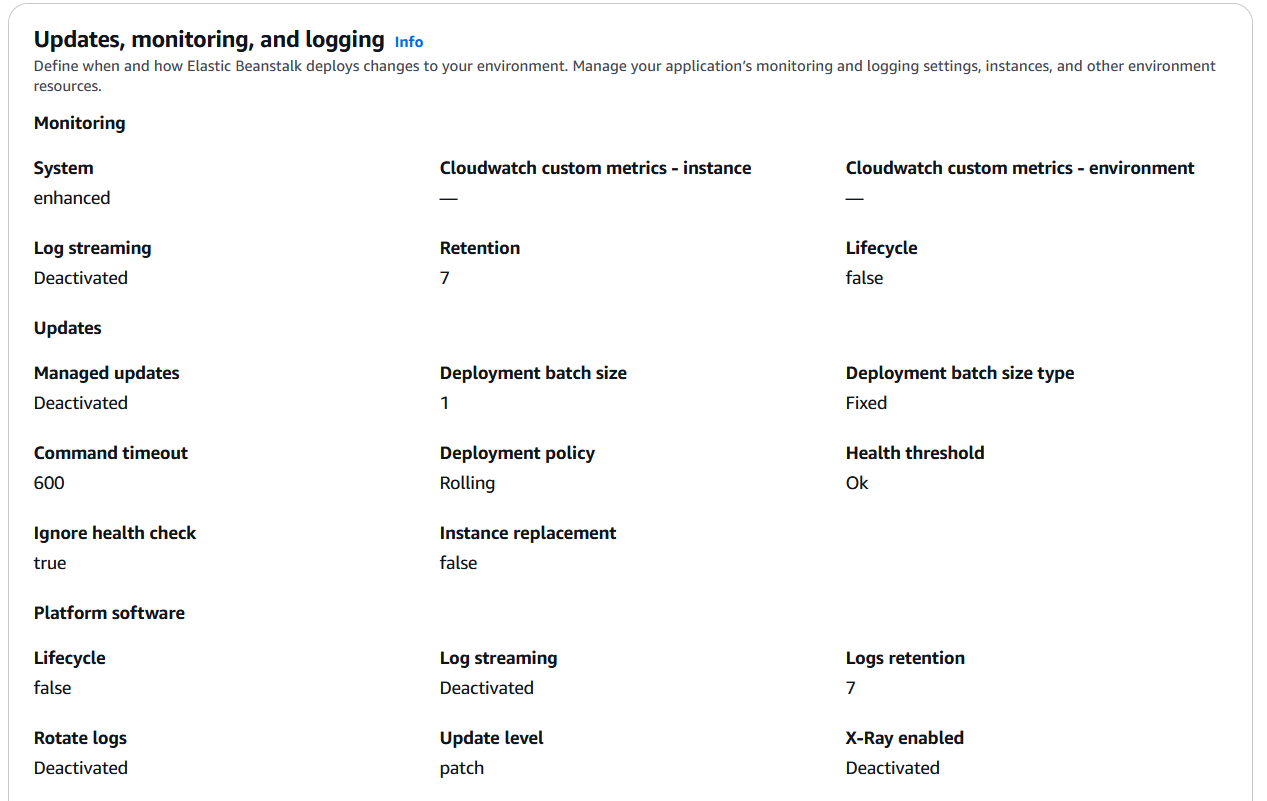 Updates, monitoring, and logging Info
Define when and how Elastic Beanstalk deploys changes to your environment. Manage your application’s monitoring and logging settings, instances, and other environment
resources.
Monitoring
System Cloudwatch custom metrics - instance Cloudwatch custom metrics - environment
enhanced — —
Log streaming Retention Lifecycle
Deactivated 7 false
Updates
Managed updates Deployment batch size Deployment batch size type
Deactivated 1 Fixed
Command timeout Deployment policy Health threshold
600 Rolling Ok
Ignore health check Instance replacement
true false
Platform software
Lifecycle Log streaming Logs retention
false Deactivated 7
Rotate logs Update level X-Ray enabled
Deactivated patch Deactivated